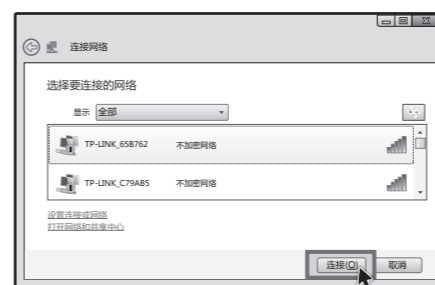 连接网络
选择要连接的网络
显示 全部
TP-LINK_65B762 不加密网络
TP-LINK_C79AB5 不加密网络
设置连接或网络
打开网络和共享中心
连接(O) 取消